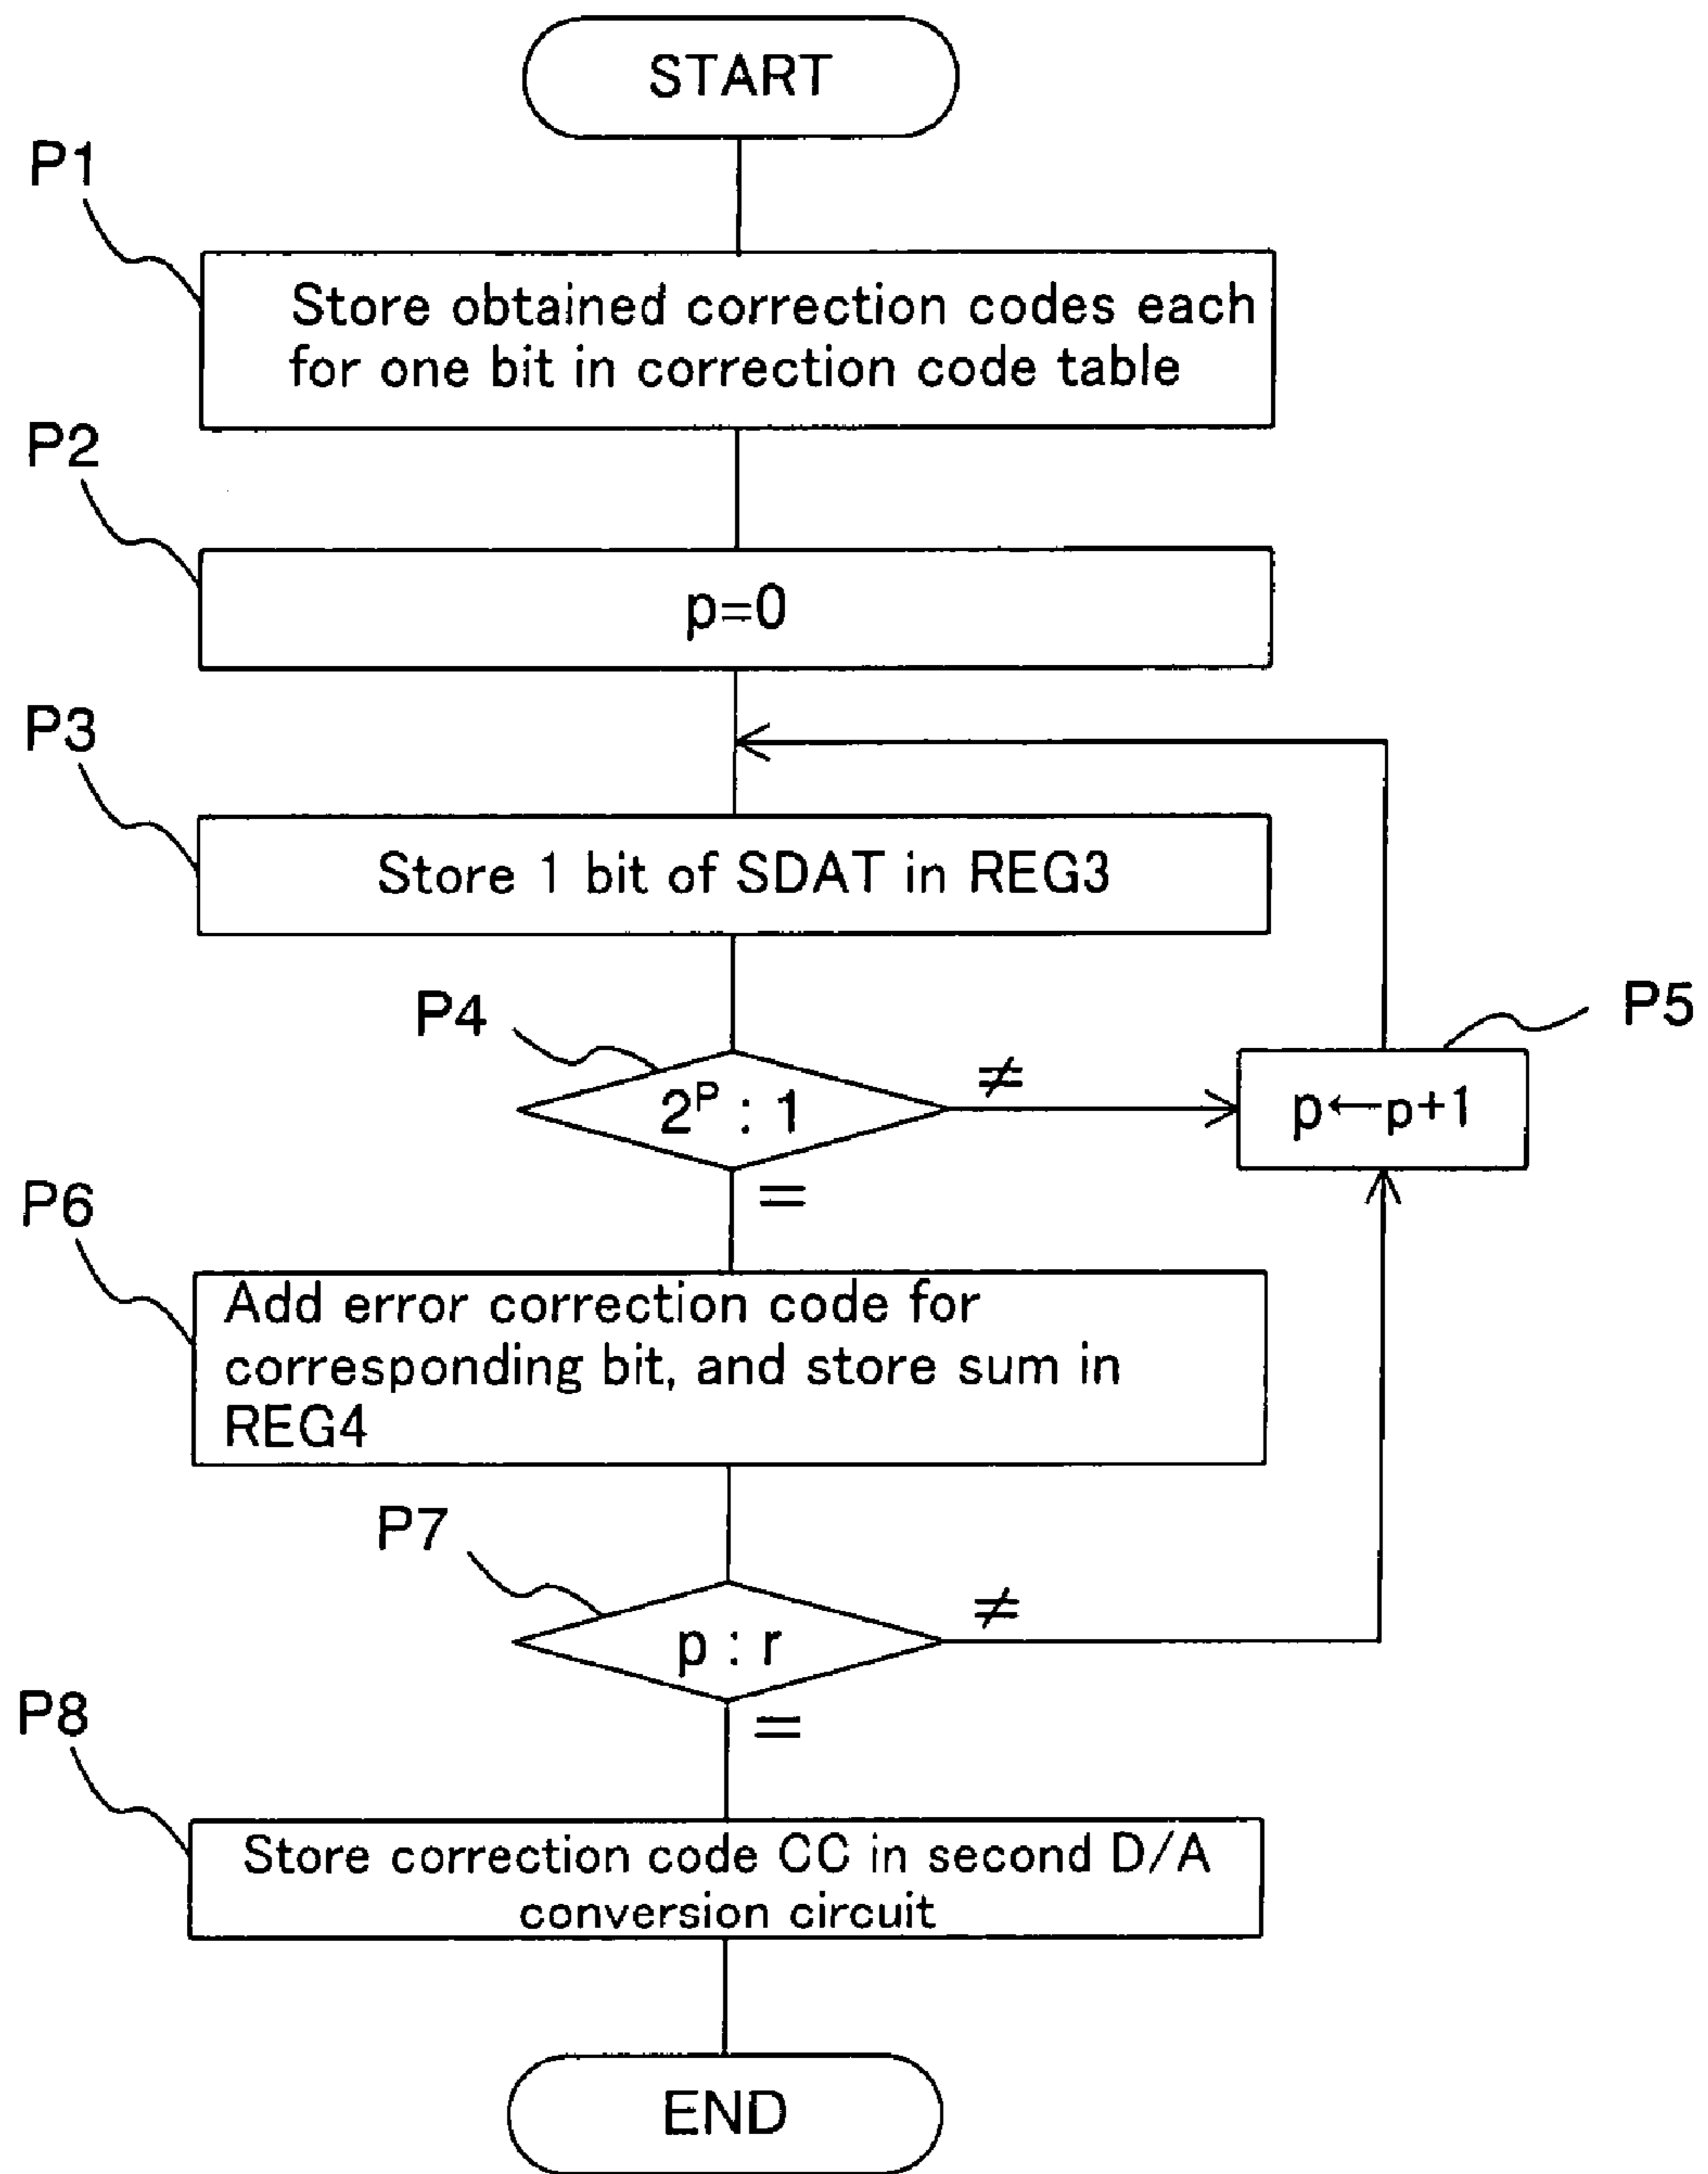 START
P1
Store obtained correction codes each
for one bit in correction code table
P2
p=0
P3
Store 1 bit of SDAT in REG3
P4
2^P : 1
≠
P5
p←p+1
=
P6
Add error correction code for
corresponding bit, and store sum in
REG4
P7
p : r
≠
=
P8
Store correction code CC in second D/A
conversion circuit
END